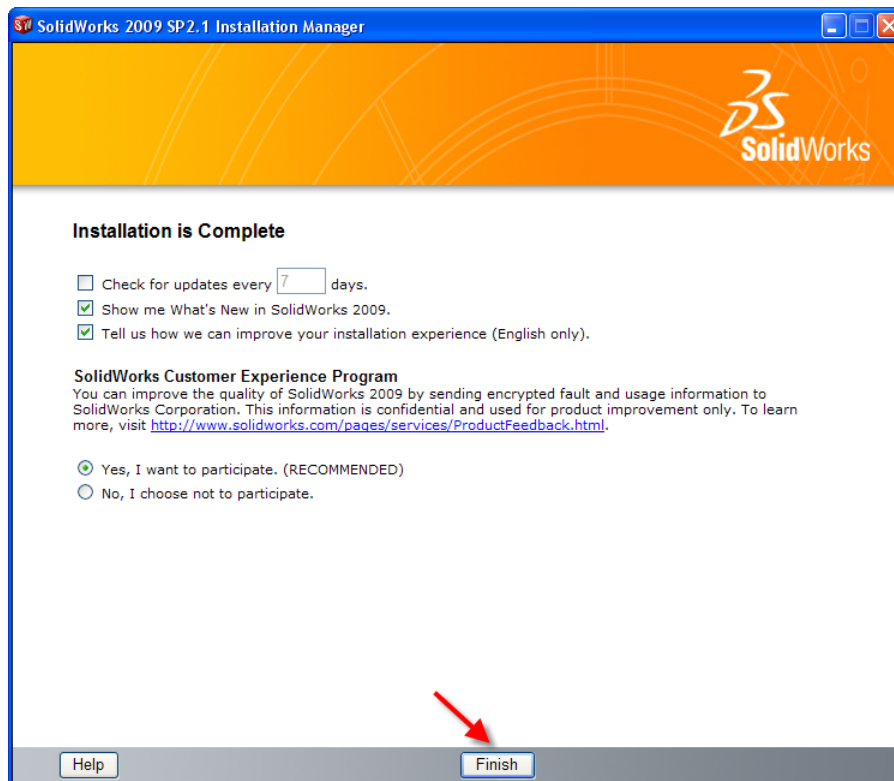 SolidWorks 2009 SP2.1 Installation Manager
SolidWorks
Installation is Complete
Check for updates every 7 days.
Show me What's New in SolidWorks 2009.
Tell us how we can improve your installation experience (English only).
SolidWorks Customer Experience Program
You can improve the quality of SolidWorks 2009 by sending encrypted fault and usage information to
SolidWorks Corporation. This information is confidential and used for product improvement only. To learn
more, visit http://www.solidworks.com/pages/services/ProductFeedback.html.
Yes, I want to participate. (RECOMMENDED)
No, I choose not to participate.
Help Finish